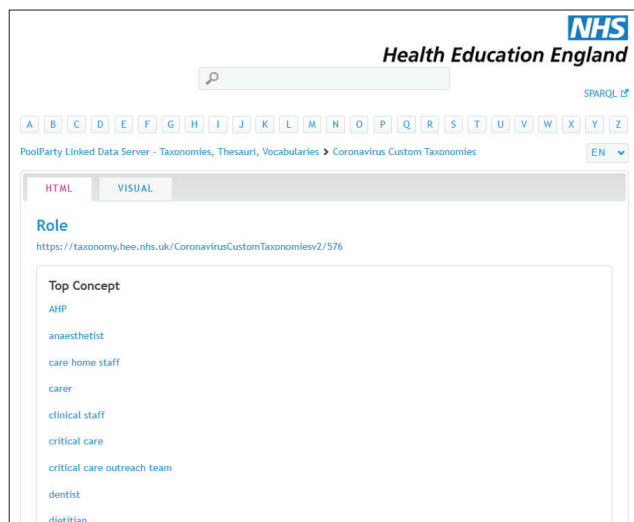 NHS
Health Education England
SPARQL
A B C D E F G H I J K L M N O P Q R S T U V W X Y Z
PoolParty Linked Data Server - Taxonomies, Thesauri, Vocabularies > Coronavirus Custom Taxonomies
EN
HTML VISUAL
Role
https://taxonomy.hee.nhs.uk/CoronavirusCustomTaxonomiesv2/576
Top Concept
AHP
anaesthetist
care home staff
carer
clinical staff
critical care
critical care outreach team
dentist
dietitian